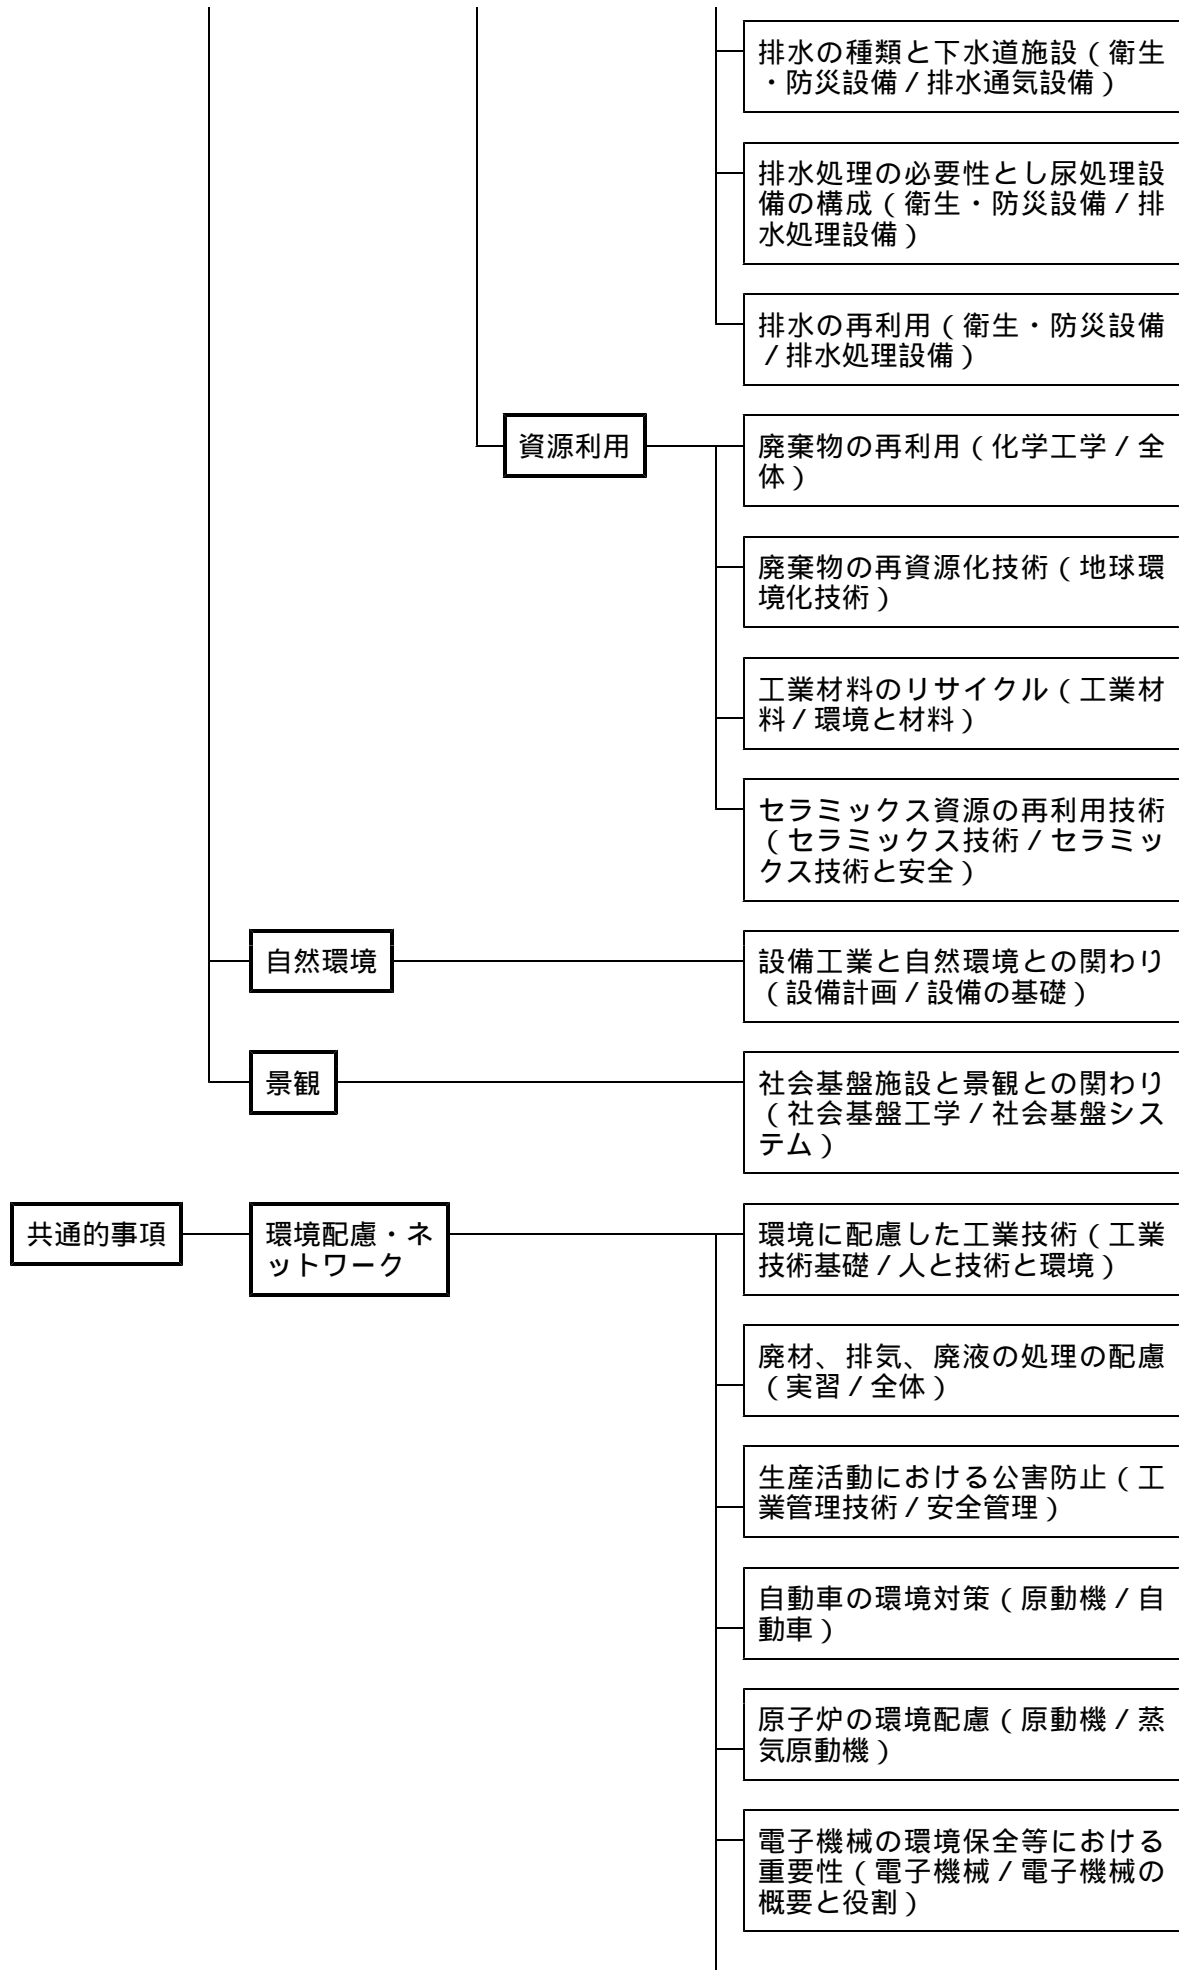 排水の種類と下水道施設(衛生
・防災設備/排水通気設備)
排水処理の必要性とし尿処理設
備の構成(衛生・防災設備/排
水処理設備)
排水の再利用(衛生・防災設備
/排水処理設備)
資源利用
廃棄物の再利用(化学工学/全
体)
廃棄物の再資源化技術(地球環
境化技術)
工業材料のリサイクル(工業材
料/環境と材料)
セラミックス資源の再利用技術
(セラミックス技術/セラミッ
クス技術と安全)
自然環境
設備工業と自然環境との関わり
(設備計画/設備の基礎)
景観
社会基盤施設と景観との関わり
(社会基盤工学/社会基盤シス
テム)
共通的事項
環境配慮・ネ
ットワーク
環境に配慮した工業技術(工業
技術基礎/人と技術と環境)
廃材、排気、廃液の処理の配慮
(実習/全体)
生産活動における公害防止(工
業管理技術/安全管理)
自動車の環境対策(原動機/自
動車)
原子炉の環境配慮(原動機/蒸
気原動機)
電子機械の環境保全等における
重要性(電子機械/電子機械の
概要と役割)